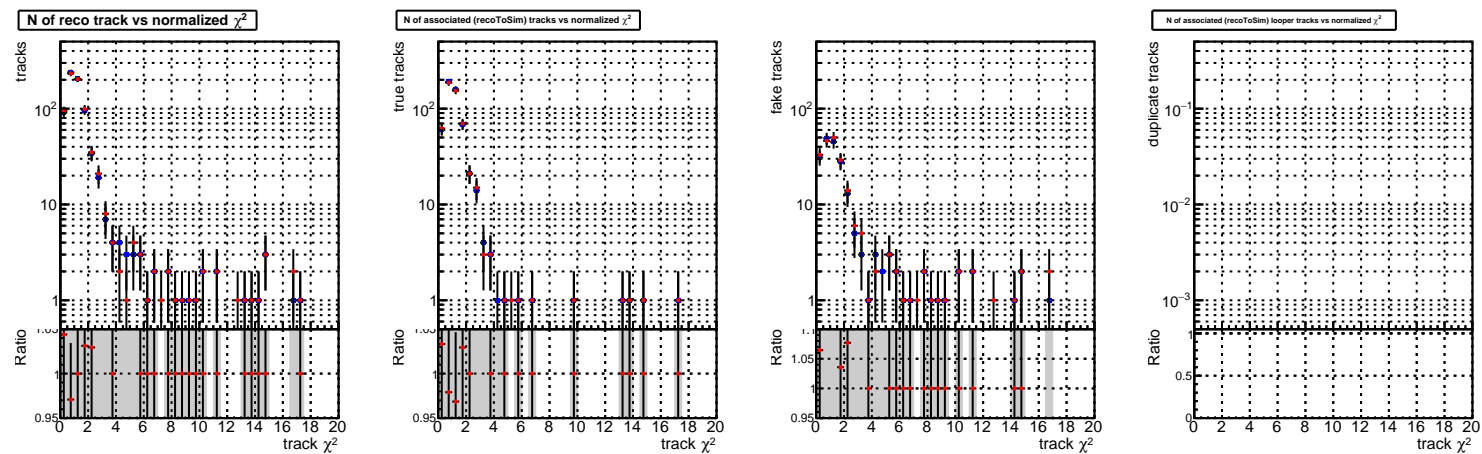 N of reco track vs normalized χ²
tracks
10²
10
1
Ratio
1.05
1
0.95
0 2 4 6 8 10 12 14 16 18 20
track χ²
N of associated (recoToSim) tracks vs normalized χ²
true tracks
10²
10
1
Ratio
1.05
1
0.95
0 2 4 6 8 10 12 14 16 18 20
track χ²
fake tracks
10²
10
1
Ratio
1.1
1.05
1
0.95
0 2 4 6 8 10 12 14 16 18 20
track χ²
N of associated (recoToSim) looper tracks vs normalized χ²
duplicate tracks
10⁻¹
10⁻²
10⁻³
Ratio
1
0.5
0
0 2 4 6 8 10 12 14 16 18 20
track χ²